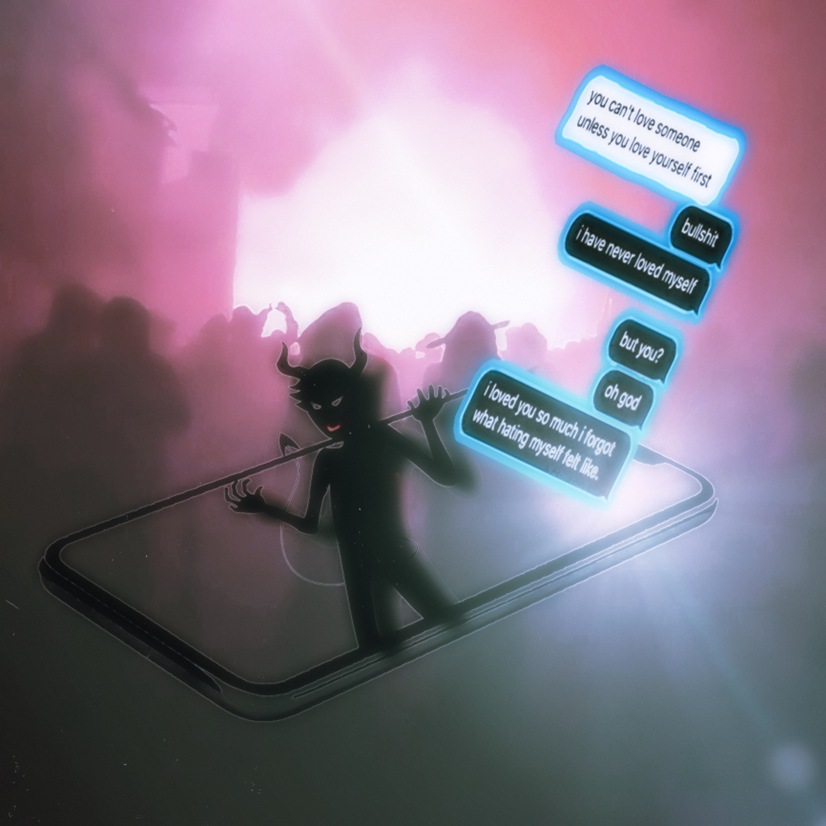 you can't love someone
unless you love yourself first
bullshit
i have never loved myself
but you?
oh god
i loved you so much i forgot
what hating myself felt like.